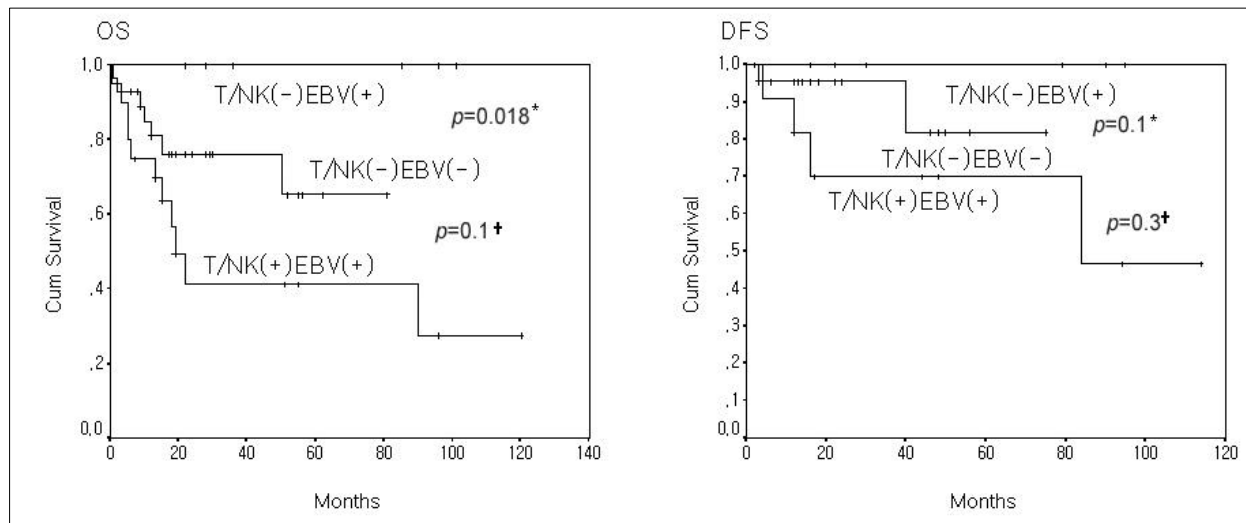 OS
1,0
,8
,6
,4
,2
0,0
Cum Survival
T/NK(-)EBV(+)
p=0.018*
T/NK(-)EBV(-)
p=0.1✝
T/NK(+)EBV(+)
0 20 40 60 80 100 120 140
Months
DFS
1,0
,9
,8
,7
,6
,5
,4
,3
,2
,1
0,0
Cum Survival
T/NK(-)EBV(+)
p=0.1*
T/NK(-)EBV(-)
T/NK(+)EBV(+)
p=0.3✝
0 20 40 60 80 100 120
Months